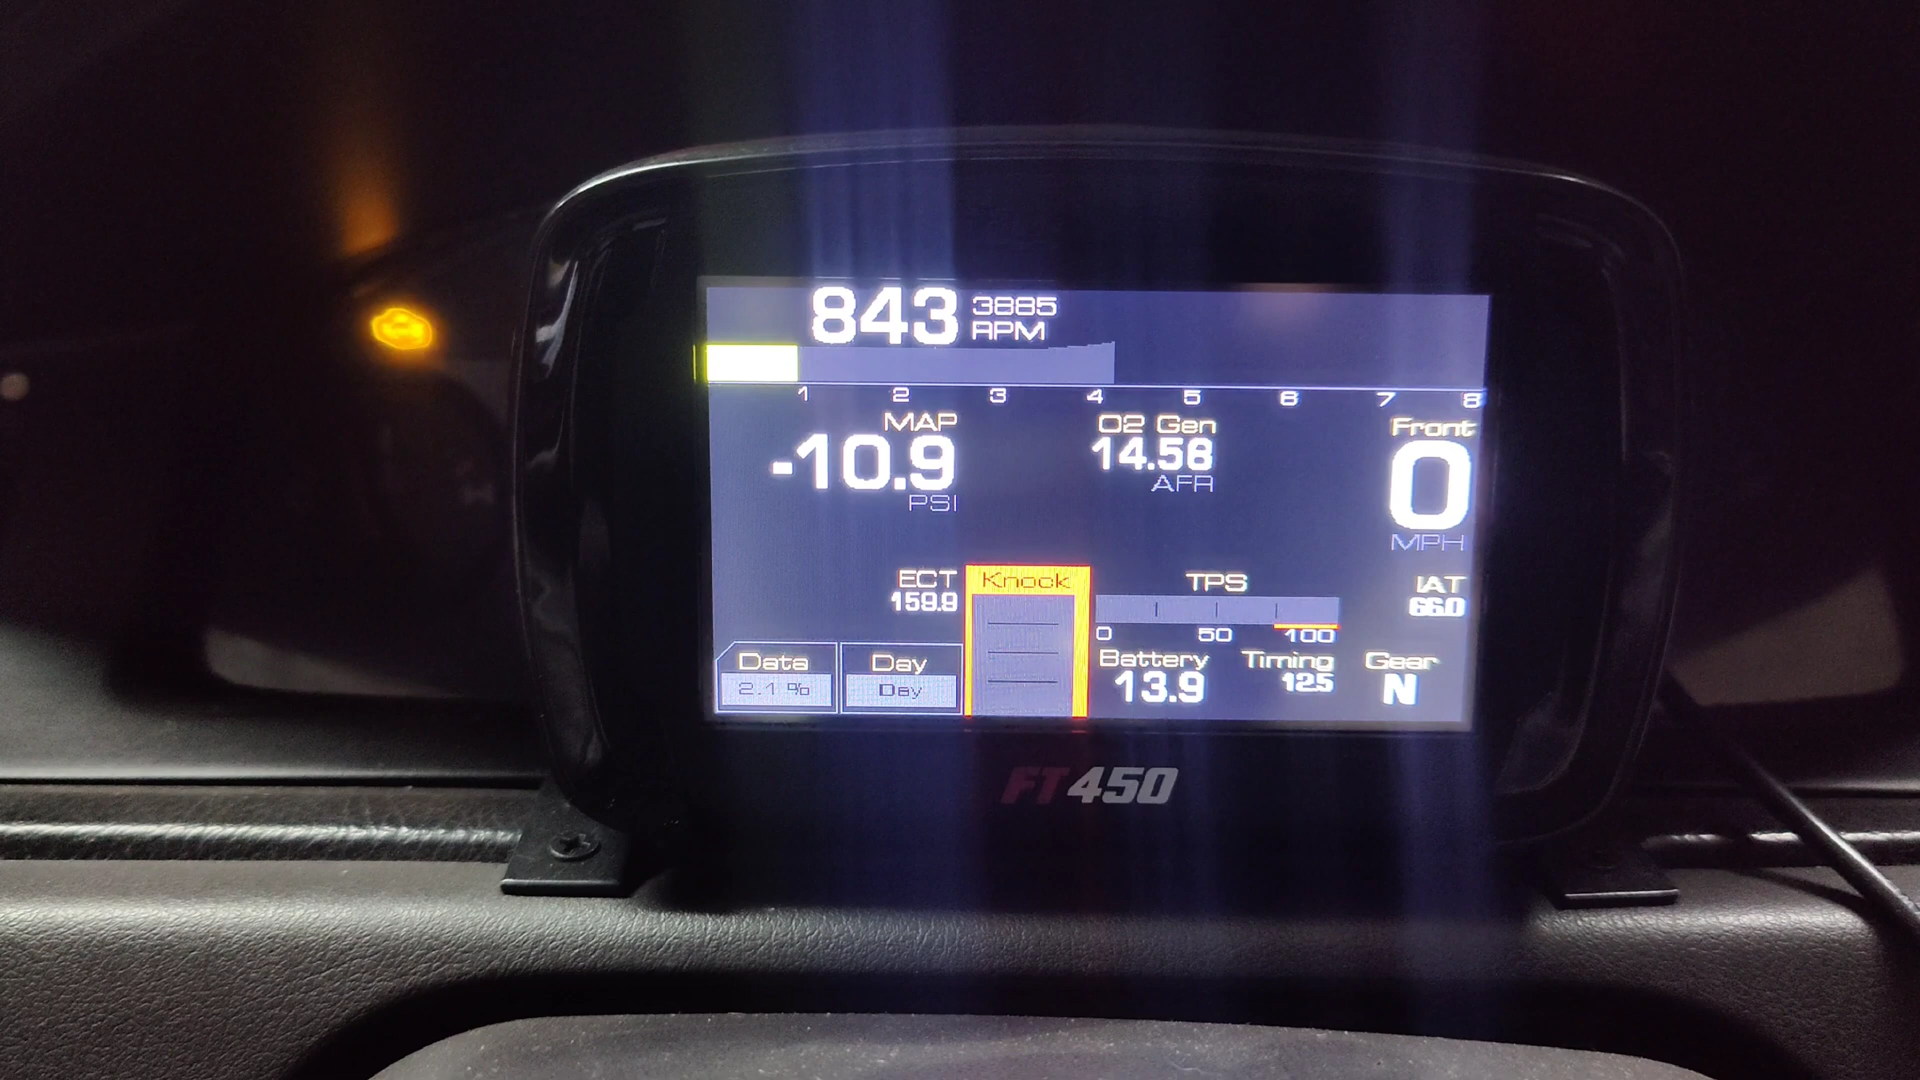 843 3885
RPM
1 2 3 4 5 6 7 8
MAP
-10.9
PSI
O2 Gen
14.58
AFR
Front
0
MPH
ECT
159.9
Knock
TPS
0 50 100
IAT
66.0
Data
2.1 %
Day
Day
Battery
13.9
Timing
12.5
Gear
N
FT450